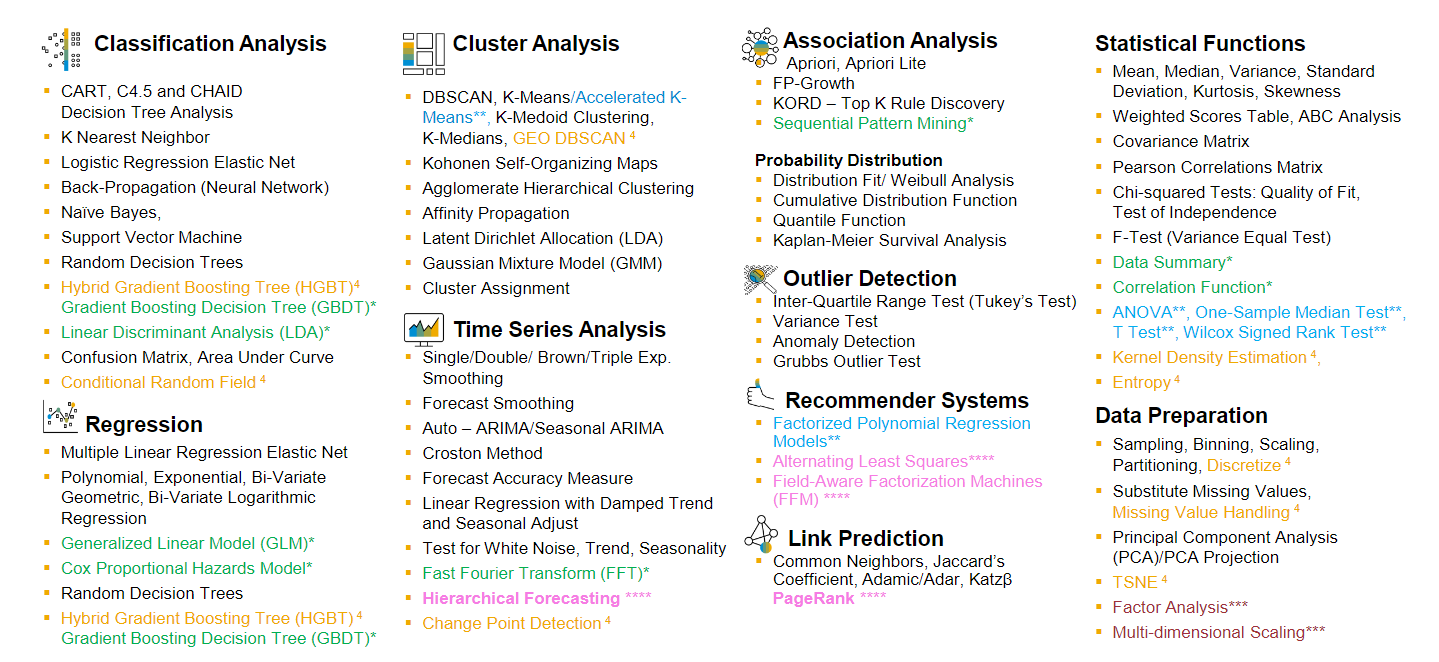 Classification Analysis
CART, C4.5 and CHAID
Decision Tree Analysis
K Nearest Neighbor
Logistic Regression Elastic Net
Back-Propagation (Neural Network)
Naïve Bayes,
Support Vector Machine
Random Decision Trees
Hybrid Gradient Boosting Tree (HGBT)4
Gradient Boosting Decision Tree (GBDT)*
Linear Discriminant Analysis (LDA)*
Confusion Matrix, Area Under Curve
Conditional Random Field 4
Regression
Multiple Linear Regression Elastic Net
Polynomial, Exponential, Bi-Variate
Geometric, Bi-Variate Logarithmic
Regression
Generalized Linear Model (GLM)*
Cox Proportional Hazards Model*
Random Decision Trees
Hybrid Gradient Boosting Tree (HGBT) 4
Gradient Boosting Decision Tree (GBDT)*
Cluster Analysis
DBSCAN, K-Means/Accelerated K-
Means**, K-Medoid Clustering,
K-Medians, GEO DBSCAN 4
Kohonen Self-Organizing Maps
Agglomerate Hierarchical Clustering
Affinity Propagation
Latent Dirichlet Allocation (LDA)
Gaussian Mixture Model (GMM)
Cluster Assignment
Time Series Analysis
Single/Double/ Brown/Triple Exp.
Smoothing
Forecast Smoothing
Auto – ARIMA/Seasonal ARIMA
Croston Method
Forecast Accuracy Measure
Linear Regression with Damped Trend
and Seasonal Adjust
Test for White Noise, Trend, Seasonality
Fast Fourier Transform (FFT)*
Hierarchical Forecasting ****
Change Point Detection 4
Association Analysis
Apriori, Apriori Lite
FP-Growth
KORD – Top K Rule Discovery
Sequential Pattern Mining*
Probability Distribution
Distribution Fit/ Weibull Analysis
Cumulative Distribution Function
Quantile Function
Kaplan-Meier Survival Analysis
Outlier Detection
Inter-Quartile Range Test (Tukey's Test)
Variance Test
Anomaly Detection
Grubbs Outlier Test
Recommender Systems
Factorized Polynomial Regression
Models**
Alternating Least Squares****
Field-Aware Factorization Machines
(FFM) ****
Link Prediction
Common Neighbors, Jaccard's
Coefficient, Adamic/Adar, Katzβ
PageRank ****
Statistical Functions
Mean, Median, Variance, Standard
Deviation, Kurtosis, Skewness
Weighted Scores Table, ABC Analysis
Covariance Matrix
Pearson Correlations Matrix
Chi-squared Tests: Quality of Fit,
Test of Independence
F-Test (Variance Equal Test)
Data Summary*
Correlation Function*
ANOVA**, One-Sample Median Test**,
T Test**, Wilcox Signed Rank Test**
Kernel Density Estimation 4,
Entropy 4
Data Preparation
Sampling, Binning, Scaling,
Partitioning, Discretize 4
Substitute Missing Values,
Missing Value Handling 4
Principal Component Analysis
(PCA)/PCA Projection
TSNE 4
Factor Analysis***
Multi-dimensional Scaling***